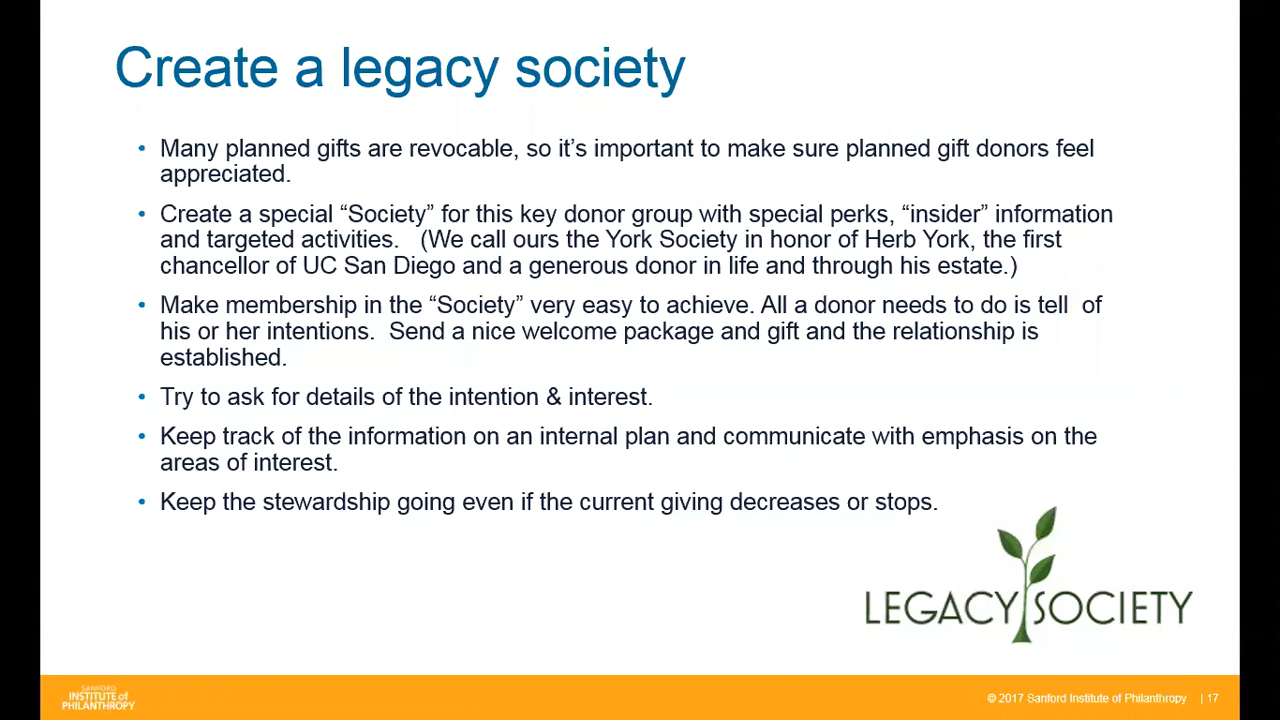 Create a legacy society
• Many planned gifts are revocable, so it’s important to make sure planned gift donors feel
appreciated.
• Create a special “Society” for this key donor group with special perks, “insider” information
and targeted activities. (We call ours the York Society in honor of Herb York, the first
chancellor of UC San Diego and a generous donor in life and through his estate.)
• Make membership in the “Society” very easy to achieve. All a donor needs to do is tell of
his or her intentions. Send a nice welcome package and gift and the relationship is
established.
• Try to ask for details of the intention & interest.
• Keep track of the information on an internal plan and communicate with emphasis on the
areas of interest.
• Keep the stewardship going even if the current giving decreases or stops.
LEGACY SOCIETY
SANFORD
INSTITUTE of
PHILANTHROPY
© 2017 Sanford Institute of Philanthropy | 17